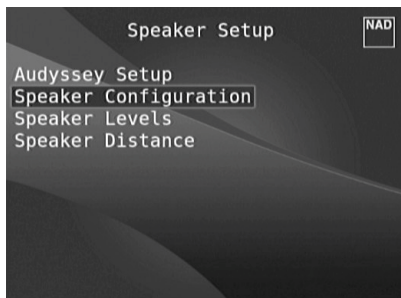 Speaker Setup
NAD
Audyssey Setup
Speaker Configuration
Speaker Levels
Speaker Distance